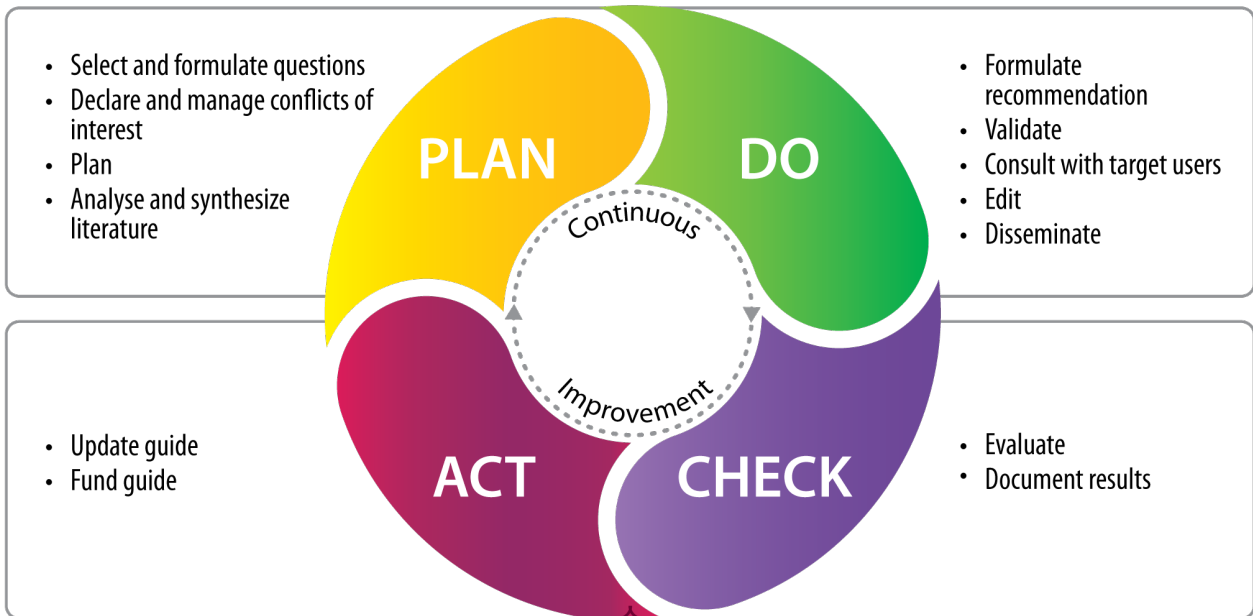 • Select and formulate questions
• Declare and manage conflicts of
interest
• Plan
• Analyse and synthesize
literature
PLAN
DO
• Formulate
recommendation
• Validate
• Consult with target users
• Edit
• Disseminate
Continuous
Improvement
• Update guide
• Fund guide
ACT
CHECK
• Evaluate
• Document results